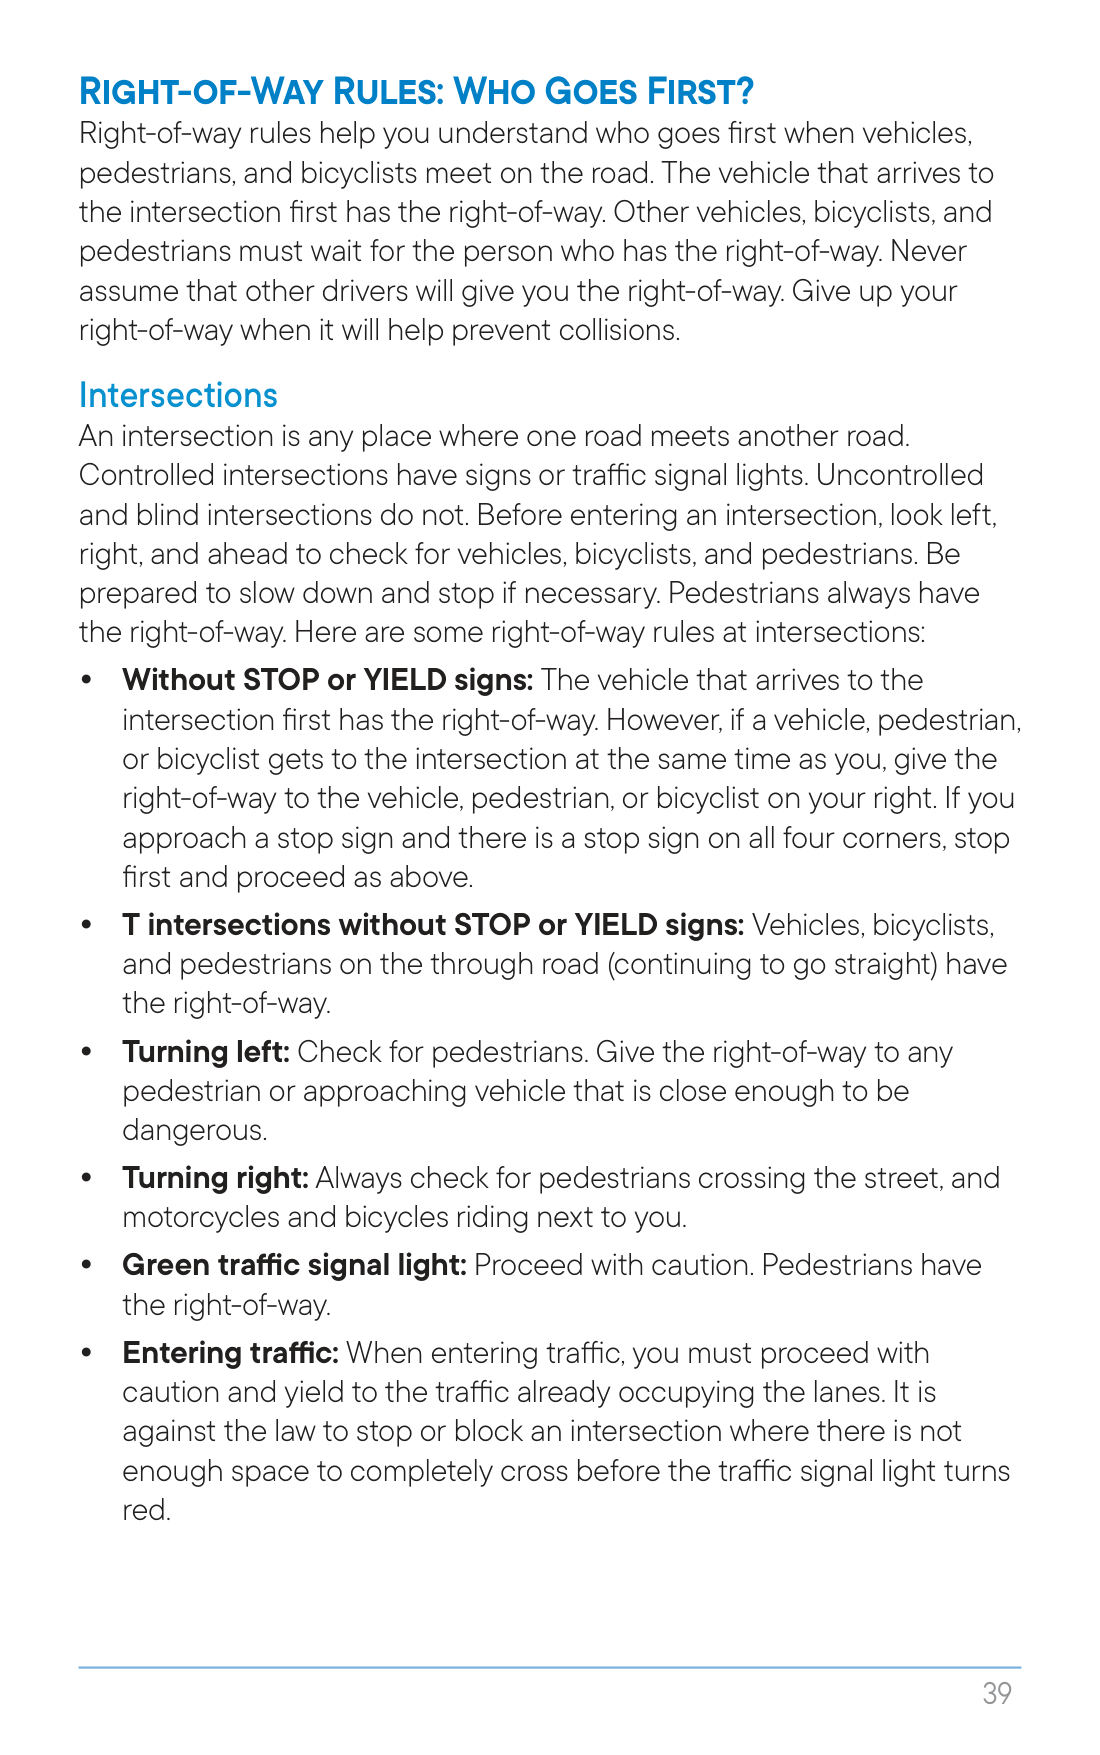 RIGHT-OF-WAY RULES: WHO GOES FIRST?
Right-of-way rules help you understand who goes first when vehicles,
pedestrians, and bicyclists meet on the road. The vehicle that arrives to
the intersection first has the right-of-way. Other vehicles, bicyclists, and
pedestrians must wait for the person who has the right-of-way. Never
assume that other drivers will give you the right-of-way. Give up your
right-of-way when it will help prevent collisions.
Intersections
An intersection is any place where one road meets another road.
Controlled intersections have signs or traffic signal lights. Uncontrolled
and blind intersections do not. Before entering an intersection, look left,
right, and ahead to check for vehicles, bicyclists, and pedestrians. Be
prepared to slow down and stop if necessary. Pedestrians always have
the right-of-way. Here are some right-of-way rules at intersections:
• Without STOP or YIELD signs: The vehicle that arrives to the
intersection first has the right-of-way. However, if a vehicle, pedestrian,
or bicyclist gets to the intersection at the same time as you, give the
right-of-way to the vehicle, pedestrian, or bicyclist on your right. If you
approach a stop sign and there is a stop sign on all four corners, stop
first and proceed as above.
• T intersections without STOP or YIELD signs: Vehicles, bicyclists,
and pedestrians on the through road (continuing to go straight) have
the right-of-way.
• Turning left: Check for pedestrians. Give the right-of-way to any
pedestrian or approaching vehicle that is close enough to be
dangerous.
• Turning right: Always check for pedestrians crossing the street, and
motorcycles and bicycles riding next to you.
• Green traffic signal light: Proceed with caution. Pedestrians have
the right-of-way.
• Entering traffic: When entering traffic, you must proceed with
caution and yield to the traffic already occupying the lanes. It is
against the law to stop or block an intersection where there is not
enough space to completely cross before the traffic signal light turns
red.
39